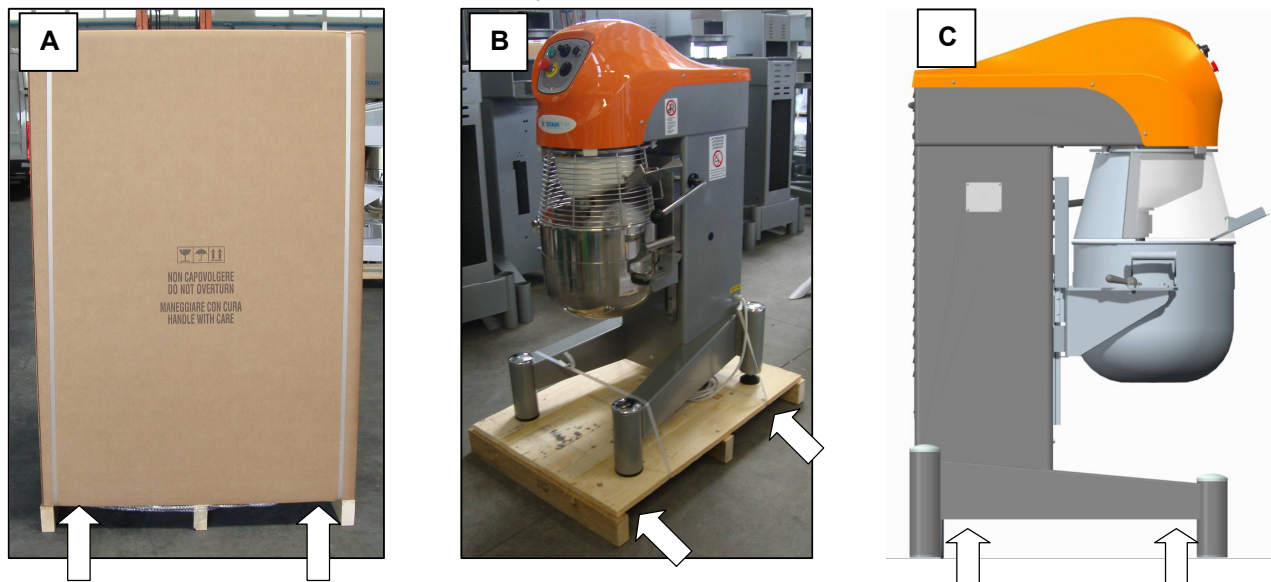 A
NON CAPOVOLGERE
DO NOT OVERTURN
MANEGGIARE CON CURA
HANDLE WITH CARE
B
C